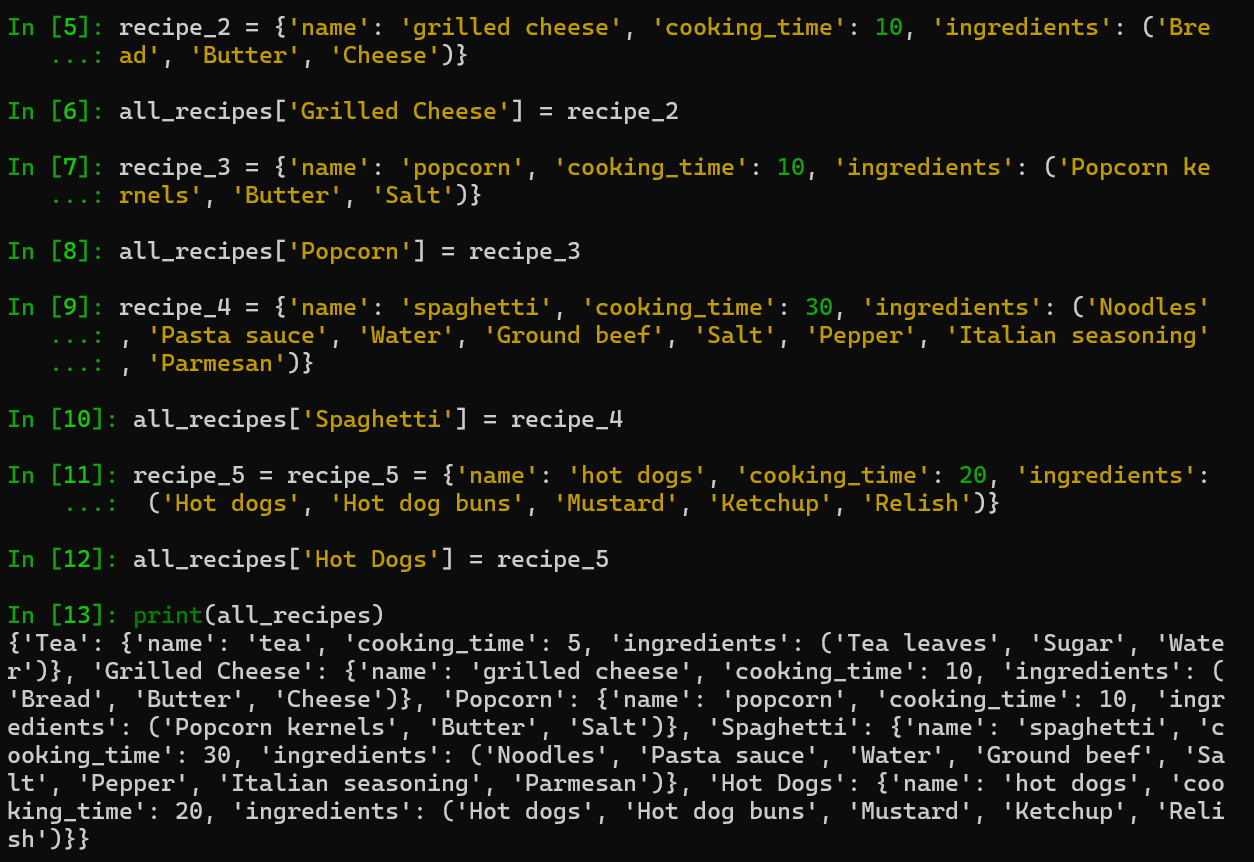 In [5]: recipe_2 = {'name': 'grilled cheese', 'cooking_time': 10, 'ingredients': ('Bre
   ...: ad', 'Butter', 'Cheese')}
In [6]: all_recipes['Grilled Cheese'] = recipe_2
In [7]: recipe_3 = {'name': 'popcorn', 'cooking_time': 10, 'ingredients': ('Popcorn ke
   ...: rnels', 'Butter', 'Salt')}
In [8]: all_recipes['Popcorn'] = recipe_3
In [9]: recipe_4 = {'name': 'spaghetti', 'cooking_time': 30, 'ingredients': ('Noodles'
   ...: , 'Pasta sauce', 'Water', 'Ground beef', 'Salt', 'Pepper', 'Italian seasoning'
   ...: , 'Parmesan')}
In [10]: all_recipes['Spaghetti'] = recipe_4
In [11]: recipe_5 = recipe_5 = {'name': 'hot dogs', 'cooking_time': 20, 'ingredients':
    ...:  ('Hot dogs', 'Hot dog buns', 'Mustard', 'Ketchup', 'Relish')}
In [12]: all_recipes['Hot Dogs'] = recipe_5
In [13]: print(all_recipes)
{'Tea': {'name': 'tea', 'cooking_time': 5, 'ingredients': ('Tea leaves', 'Sugar', 'Wate
r')}, 'Grilled Cheese': {'name': 'grilled cheese', 'cooking_time': 10, 'ingredients': (
'Bread', 'Butter', 'Cheese')}, 'Popcorn': {'name': 'popcorn', 'cooking_time': 10, 'ingr
edients': ('Popcorn kernels', 'Butter', 'Salt')}, 'Spaghetti': {'name': 'spaghetti', 'c
ooking_time': 30, 'ingredients': ('Noodles', 'Pasta sauce', 'Water', 'Ground beef', 'Sa
lt', 'Pepper', 'Italian seasoning', 'Parmesan')}, 'Hot Dogs': {'name': 'hot dogs', 'coo
king_time': 20, 'ingredients': ('Hot dogs', 'Hot dog buns', 'Mustard', 'Ketchup', 'Reli
sh')}}